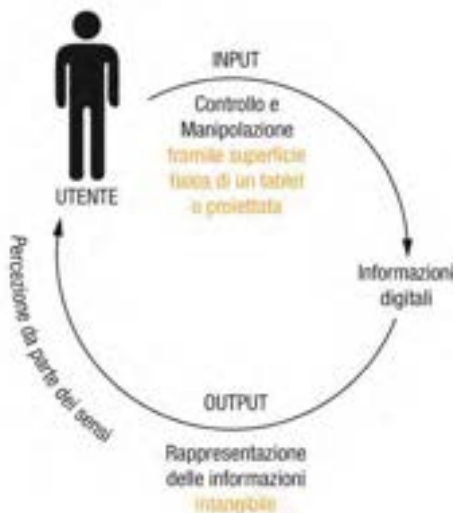 INPUT
Controllo e
Manipolazione
tramite superficie
fisica di un tablet
o proiettata
UTENTE
Informazioni
digitali
Percezione da parte dei sensi
OUTPUT
Rappresentazione
delle informazioni
intangibile